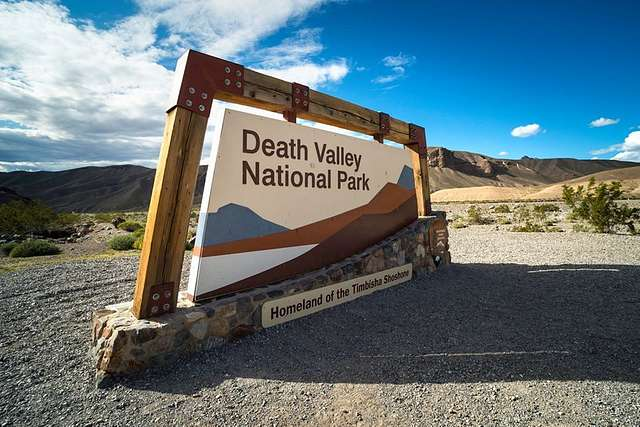 Death Valley
National Park
Homeland of the Timbisha Shoshone